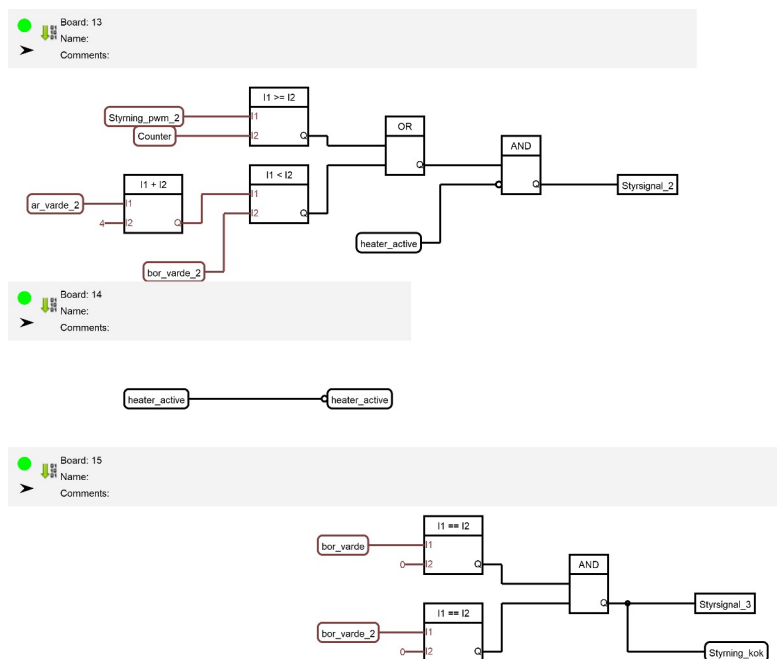 Board: 13
Name:
Comments:
I1 >= I2
Styrning_pwm_2
I1
Counter
I2
Q
OR
Q
AND
Q
Styrsignal_2
I1 < I2
I1
I2
Q
I1 + I2
ar_varde_2
I1
4
I2
Q
heater_active
bor_varde_2
Board: 14
Name:
Comments:
heater_active
heater_active
Board: 15
Name:
Comments:
I1 == I2
bor_varde
I1
0
I2
Q
AND
Q
Styrsignal_3
I1 == I2
bor_varde_2
I1
0
I2
Q
Styrning_kok